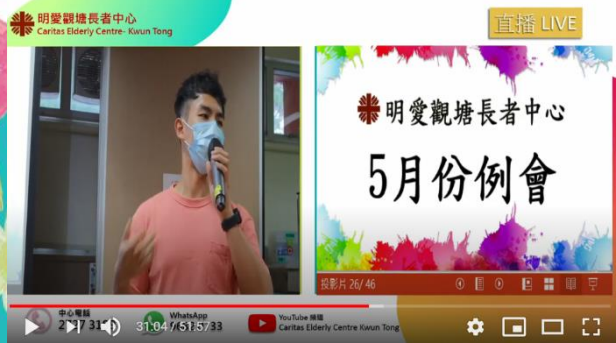 明愛觀塘長者中心
Caritas Elderly Centre- Kwun Tong
直播 LIVE
明愛觀塘長者中心
5月份例會
投影片 26/ 46
中心電話
WhatsApp
YouTube 頻道
Caritas Elderly Centre Kwun Tong
31:04 / 51:57